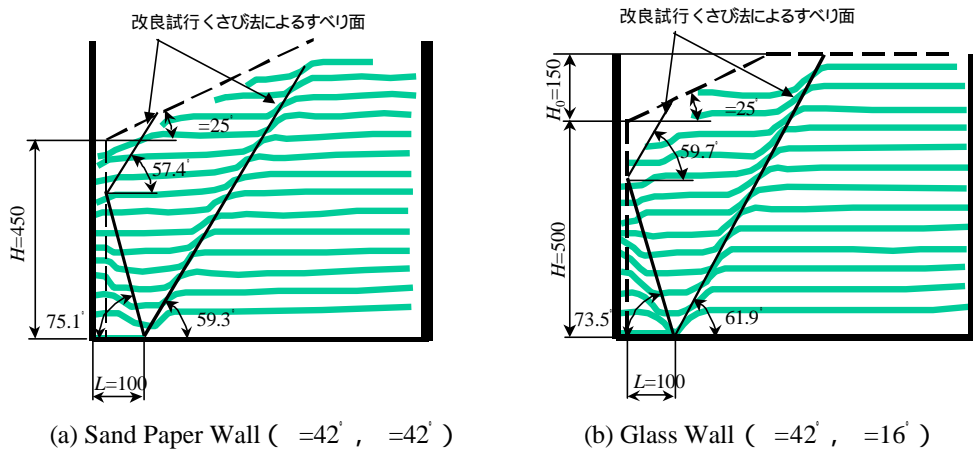 改良試行くさび法によるすべり面
=25°
57.4°
H=450
75.1°
59.3°
L=100
(a) Sand Paper Wall ( =42° , =42° )
改良試行くさび法によるすべり面
H0=150
=25°
59.7°
H=500
73.5°
61.9°
L=100
(b) Glass Wall ( =42° , =16° )